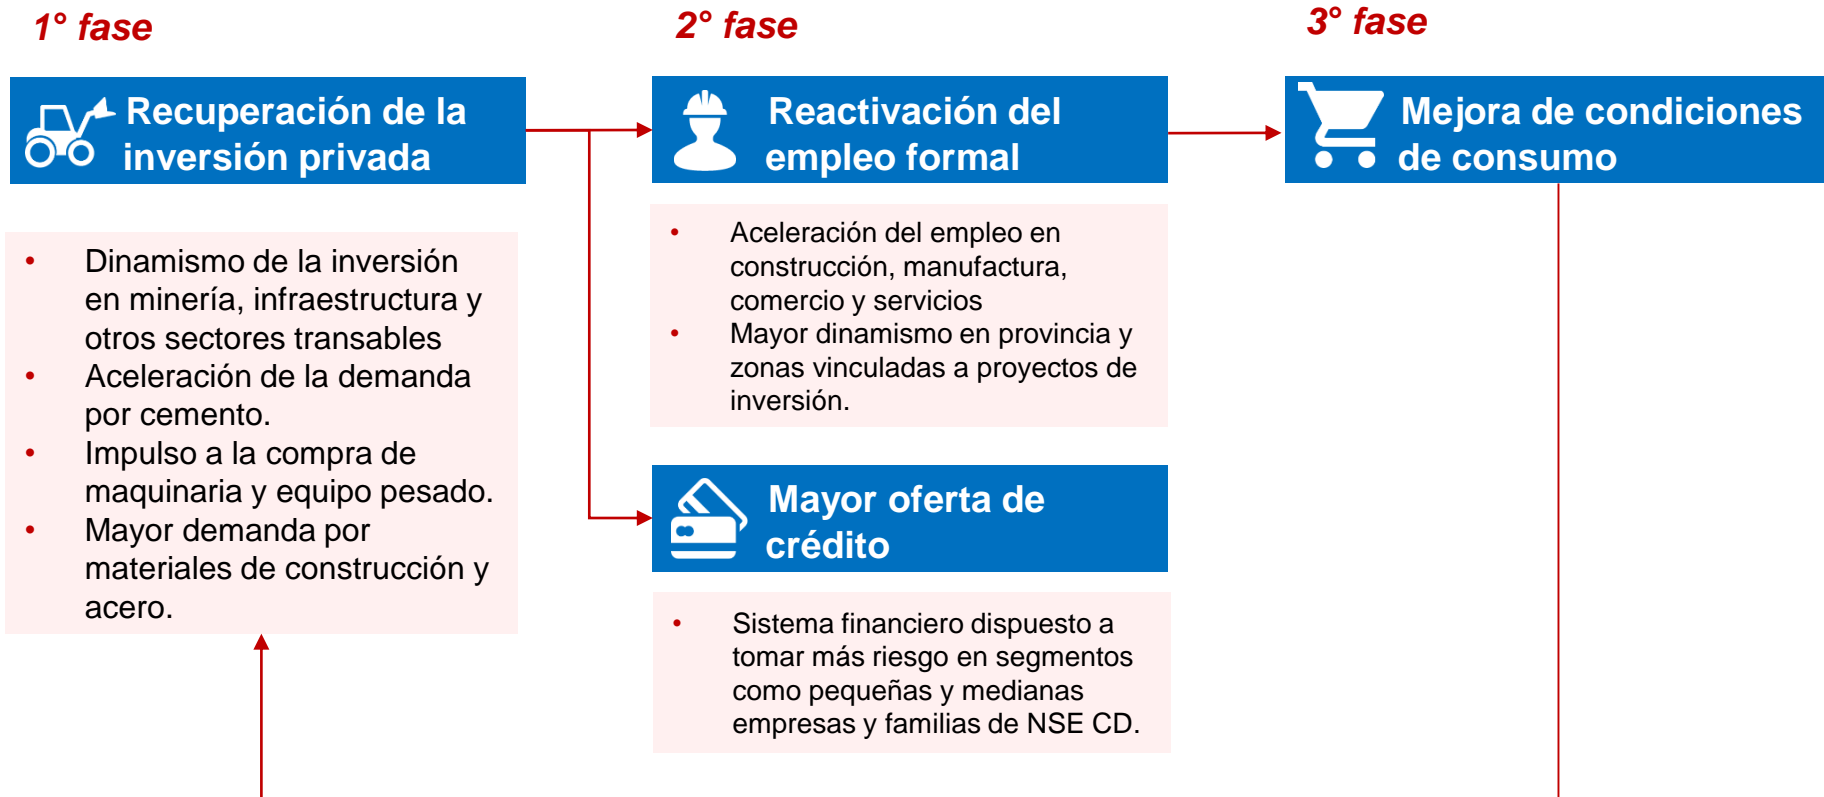 1° fase
Recuperación de la
inversión privada
• Dinamismo de la inversión
en minería, infraestructura y
otros sectores transables
• Aceleración de la demanda
por cemento.
• Impulso a la compra de
maquinaria y equipo pesado.
• Mayor demanda por
materiales de construcción y
acero.
2° fase
Reactivación del
empleo formal
• Aceleración del empleo en
construcción, manufactura,
comercio y servicios
• Mayor dinamismo en provincia y
zonas vinculadas a proyectos de
inversión.
Mayor oferta de
crédito
• Sistema financiero dispuesto a
tomar más riesgo en segmentos
como pequeñas y medianas
empresas y familias de NSE CD.
3° fase
Mejora de condiciones
de consumo